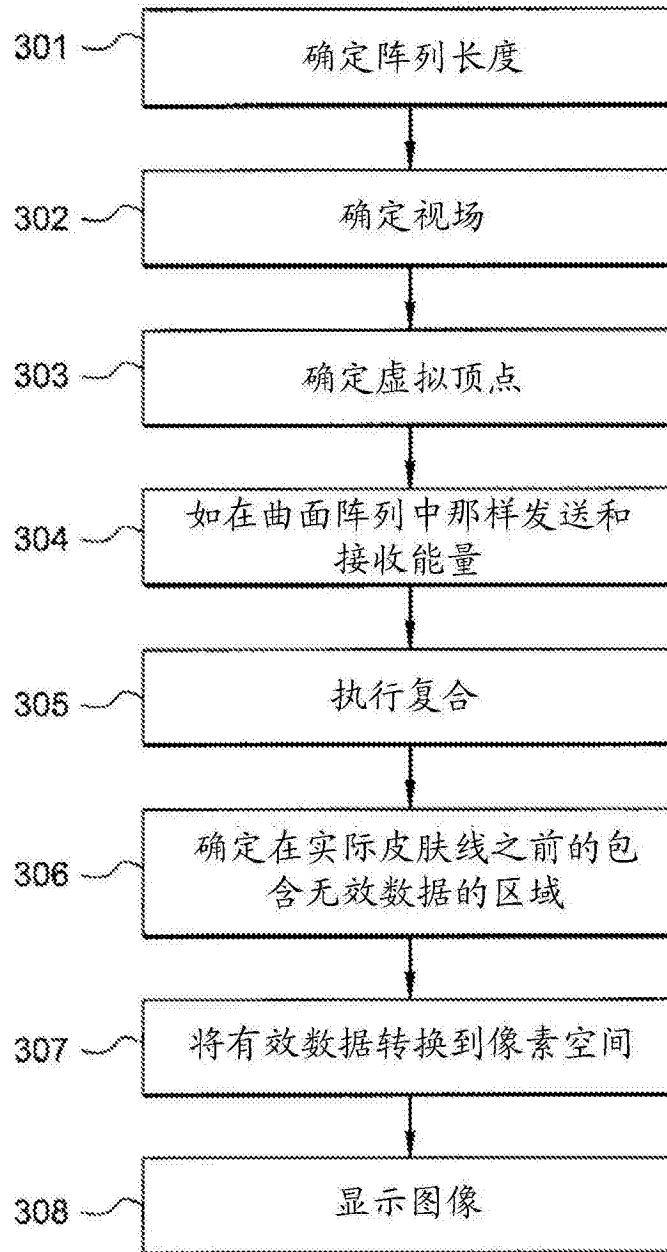 301
确定阵列长度
302
确定视场
303
确定虚拟顶点
304
如在曲面阵列中那样发送和
接收能量
305
执行复合
306
确定在实际皮肤线之前的包
含无效数据的区域
307
将有效数据转换到像素空间
308
显示图像